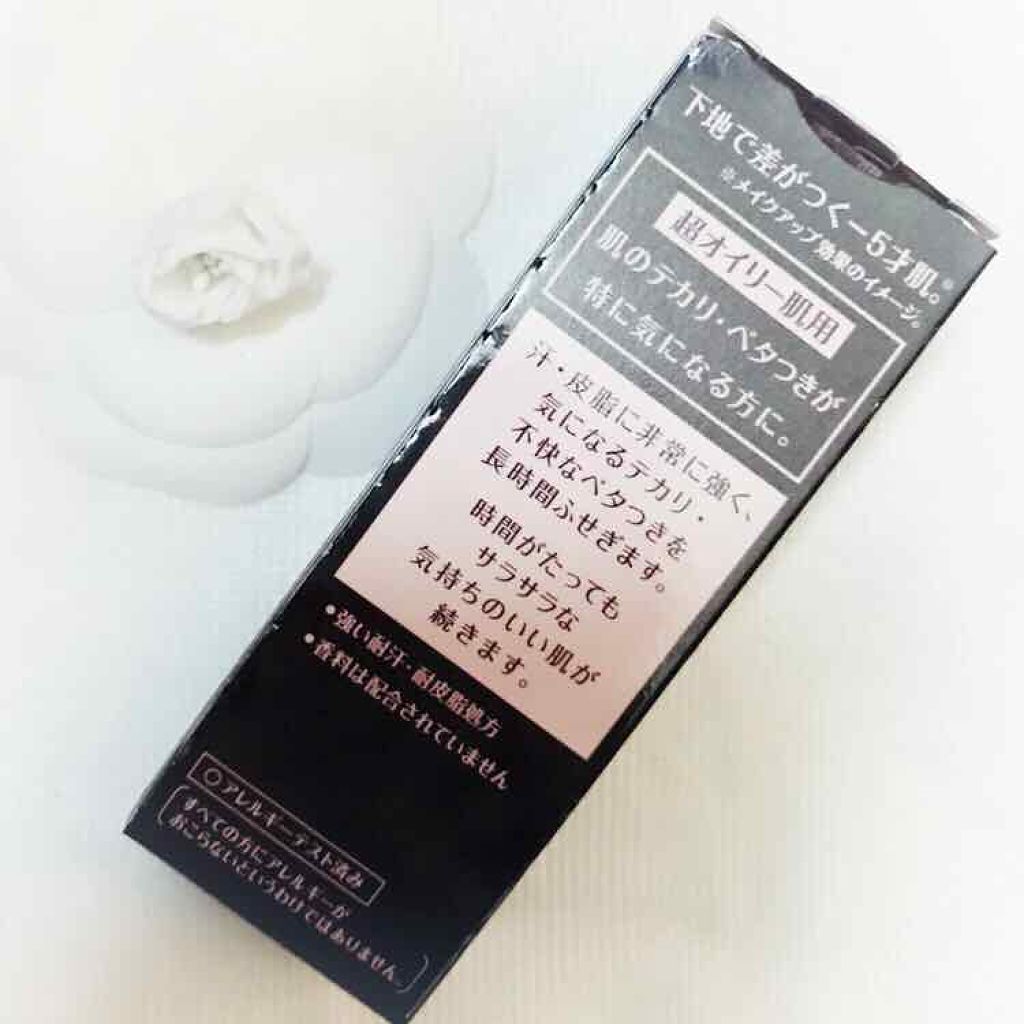 下地で差がつく－5才肌。※
※メイクアップ効果のイメージ。
超オイリー肌用
肌のテカリ・ベタつきが
特に気になる方に。
汗・皮脂に非常に強く、
気になるテカリ・
不快なベタつきを
長時間ふせぎます。
時間がたっても
サラサラな
気持ちのいい肌が
続きます。
●強い耐汗・耐皮脂処方
●香料は配合されていません
○アレルギーテスト済み
すべての方にアレルギーが
おこらないというわけではありません。